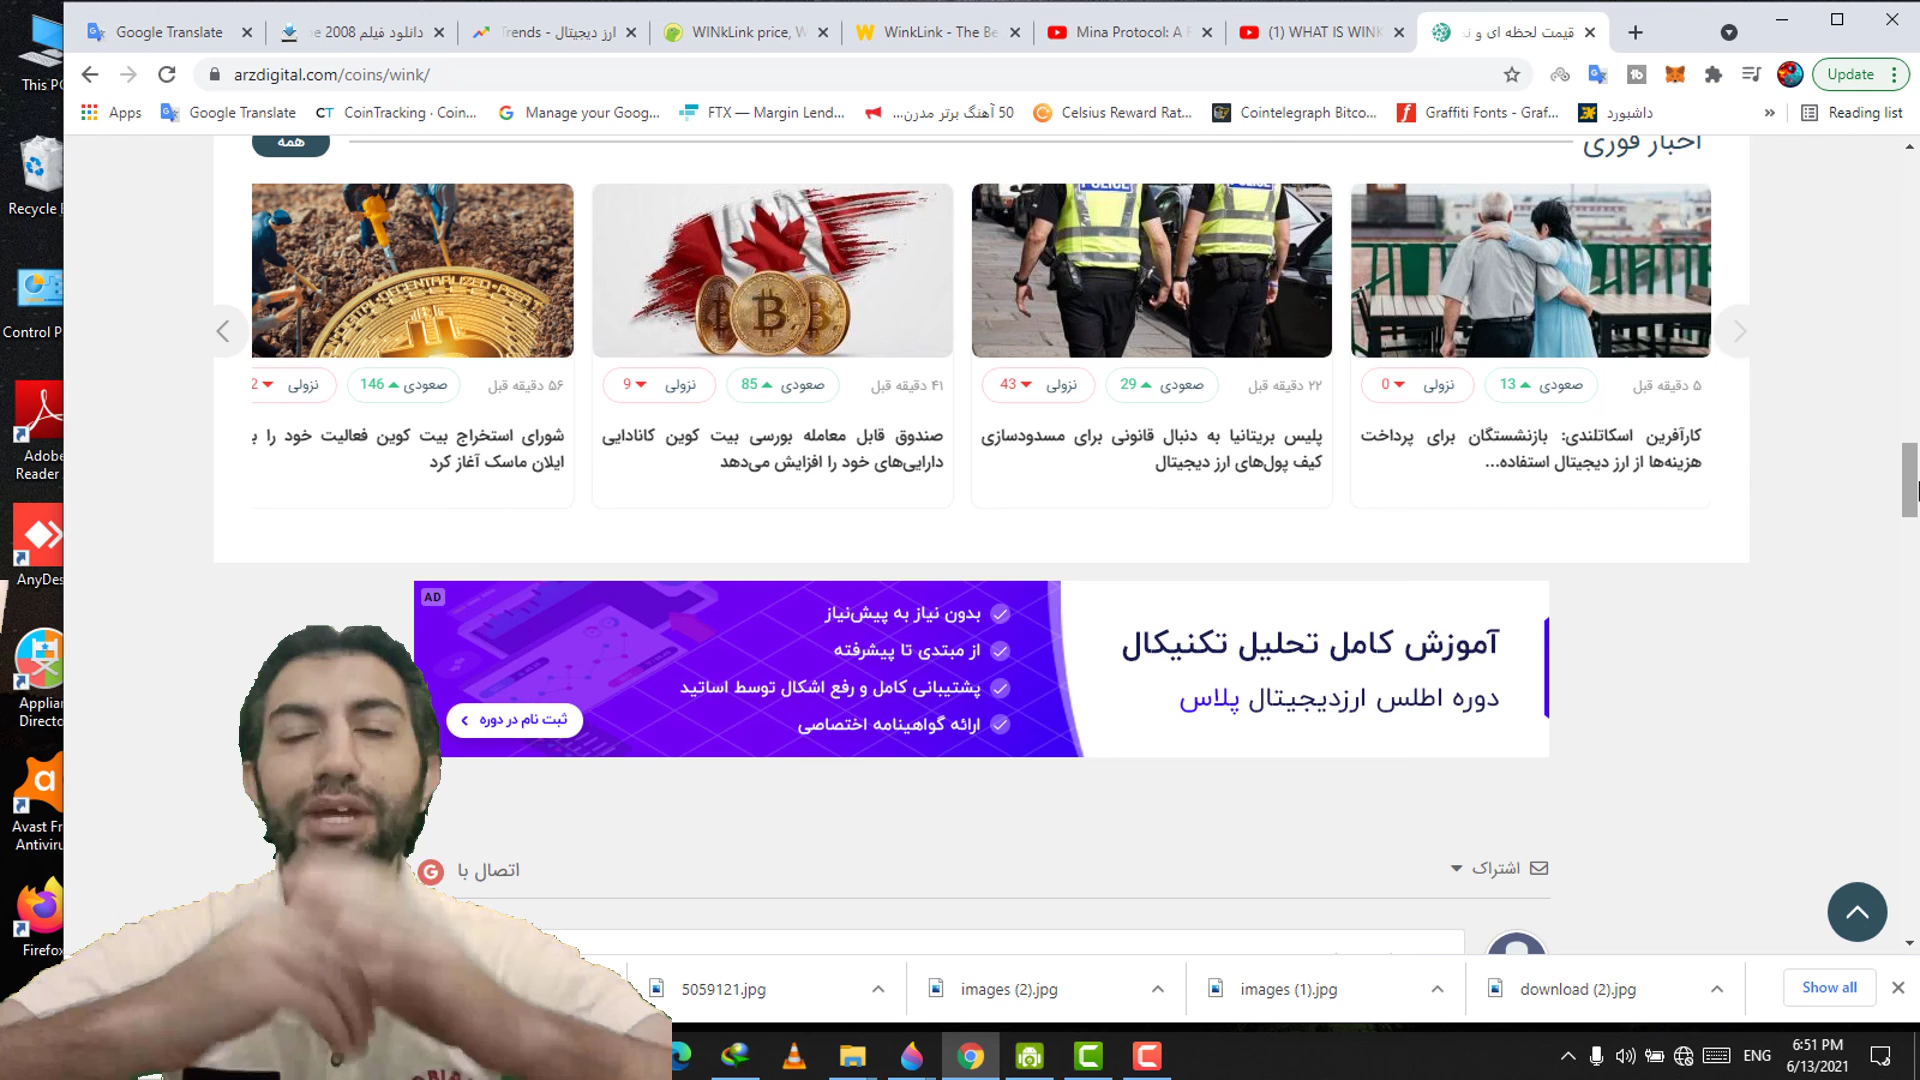 Google Translate
دانلود فیلم 2008
ارز دیجیتال - Trends
WINkLink price, W
WinkLink - The Be
Mina Protocol: A F
(1) WHAT IS WINK
قیمت لحظه ای و
arzdigital.com/coins/wink/
Update
Apps
Google Translate
CoinTracking · Coin...
Manage your Goog...
FTX — Margin Lend...
50 آهنگ برتر مدرن...
Celsius Reward Rat...
Cointelegraph Bitco...
Graffiti Fonts - Graf...
داشبورد
»
Reading list
This PC
Recycle
Control P
Adobe
Reader
AnyDes
Applian
Directo
Avast Fr
Antiviru
Firefox
اخبار فوری
همه
POLICE
POLICE
۵ دقیقه قبل
صعودی 13
نزولی 0
کارآفرین اسکاتلندی: بازنشستگان برای پرداخت
هزینه‌ها از ارز دیجیتال استفاده...
۲۲ دقیقه قبل
صعودی 29
نزولی 43
پلیس بریتانیا به دنبال قانونی برای مسدودسازی
کیف پول‌های ارز دیجیتال
۴۱ دقیقه قبل
صعودی 85
نزولی 9
صندوق قابل معامله بورسی بیت کوین کانادایی
دارایی‌های خود را افزایش می‌دهد
۵۶ دقیقه قبل
صعودی 146
نزولی 2
شورای استخراج بیت کوین فعالیت خود را ب
ایلان ماسک آغاز کرد
AD
آموزش کامل تحلیل تکنیکال
دوره اطلس ارزدیجیتال پلاس
بدون نیاز به پیش‌نیاز
از مبتدی تا پیشرفته
پشتیبانی کامل و رفع اشکال توسط اساتید
ارائه گواهینامه اختصاصی
ثبت نام در دوره
اشتراک
اتصال با
5059121.jpg
images (2).jpg
images (1).jpg
download (2).jpg
Show all
ENG
6:51 PM
6/13/2021